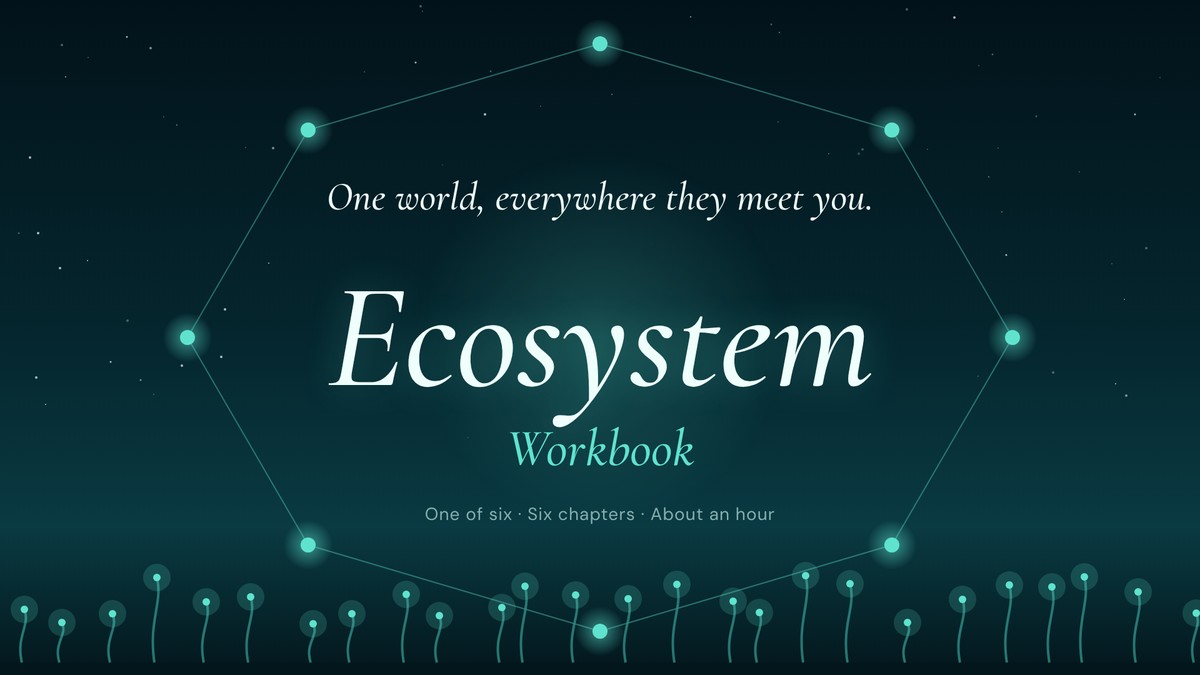 One world, everywhere they meet you.
Ecosystem
Workbook
One of six · Six chapters · About an hour